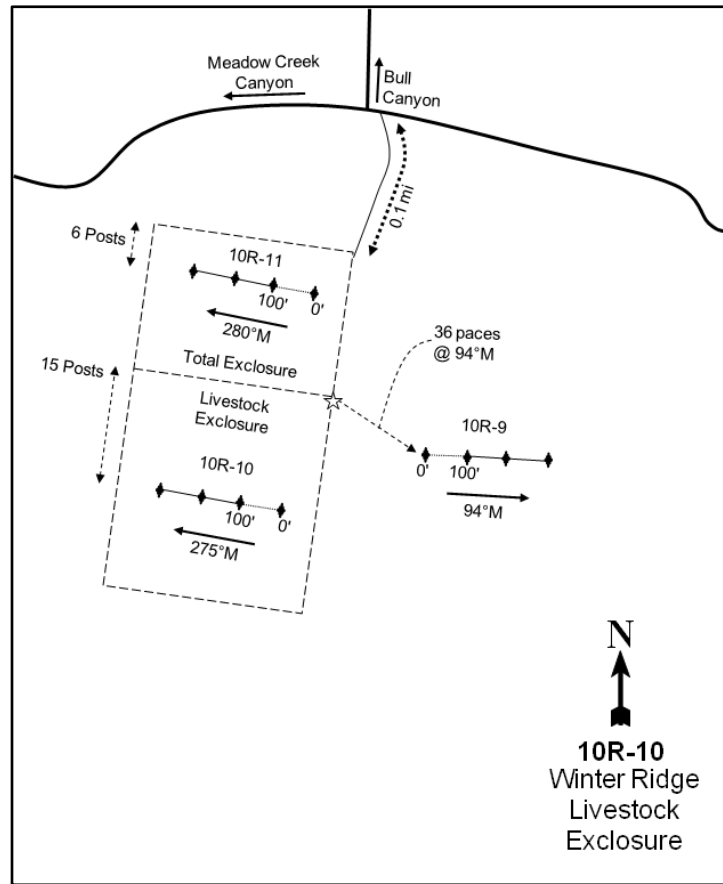 Meadow Creek
Canyon
Bull
Canyon
0.1 mi
6 Posts
10R-11
100' 0'
280°M
36 paces
@ 94°M
Total Exclosure
15 Posts
Livestock
Exclosure
10R-9
0' 100'
94°M
10R-10
100' 0'
275°M
N
10R-10
Winter Ridge
Livestock
Exclosure